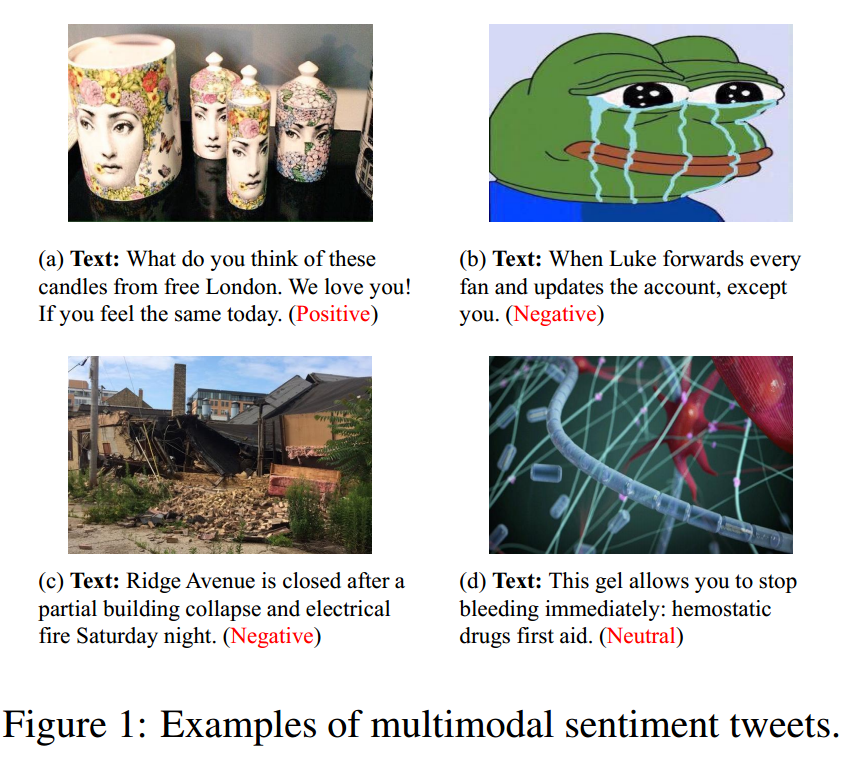 (a) Text: What do you think of these
candles from free London. We love you!
If you feel the same today. (Positive)
(b) Text: When Luke forwards every
fan and updates the account, except
you. (Negative)
(c) Text: Ridge Avenue is closed after a
partial building collapse and electrical
fire Saturday night. (Negative)
(d) Text: This gel allows you to stop
bleeding immediately: hemostatic
drugs first aid. (Neutral)
Figure 1: Examples of multimodal sentiment tweets.